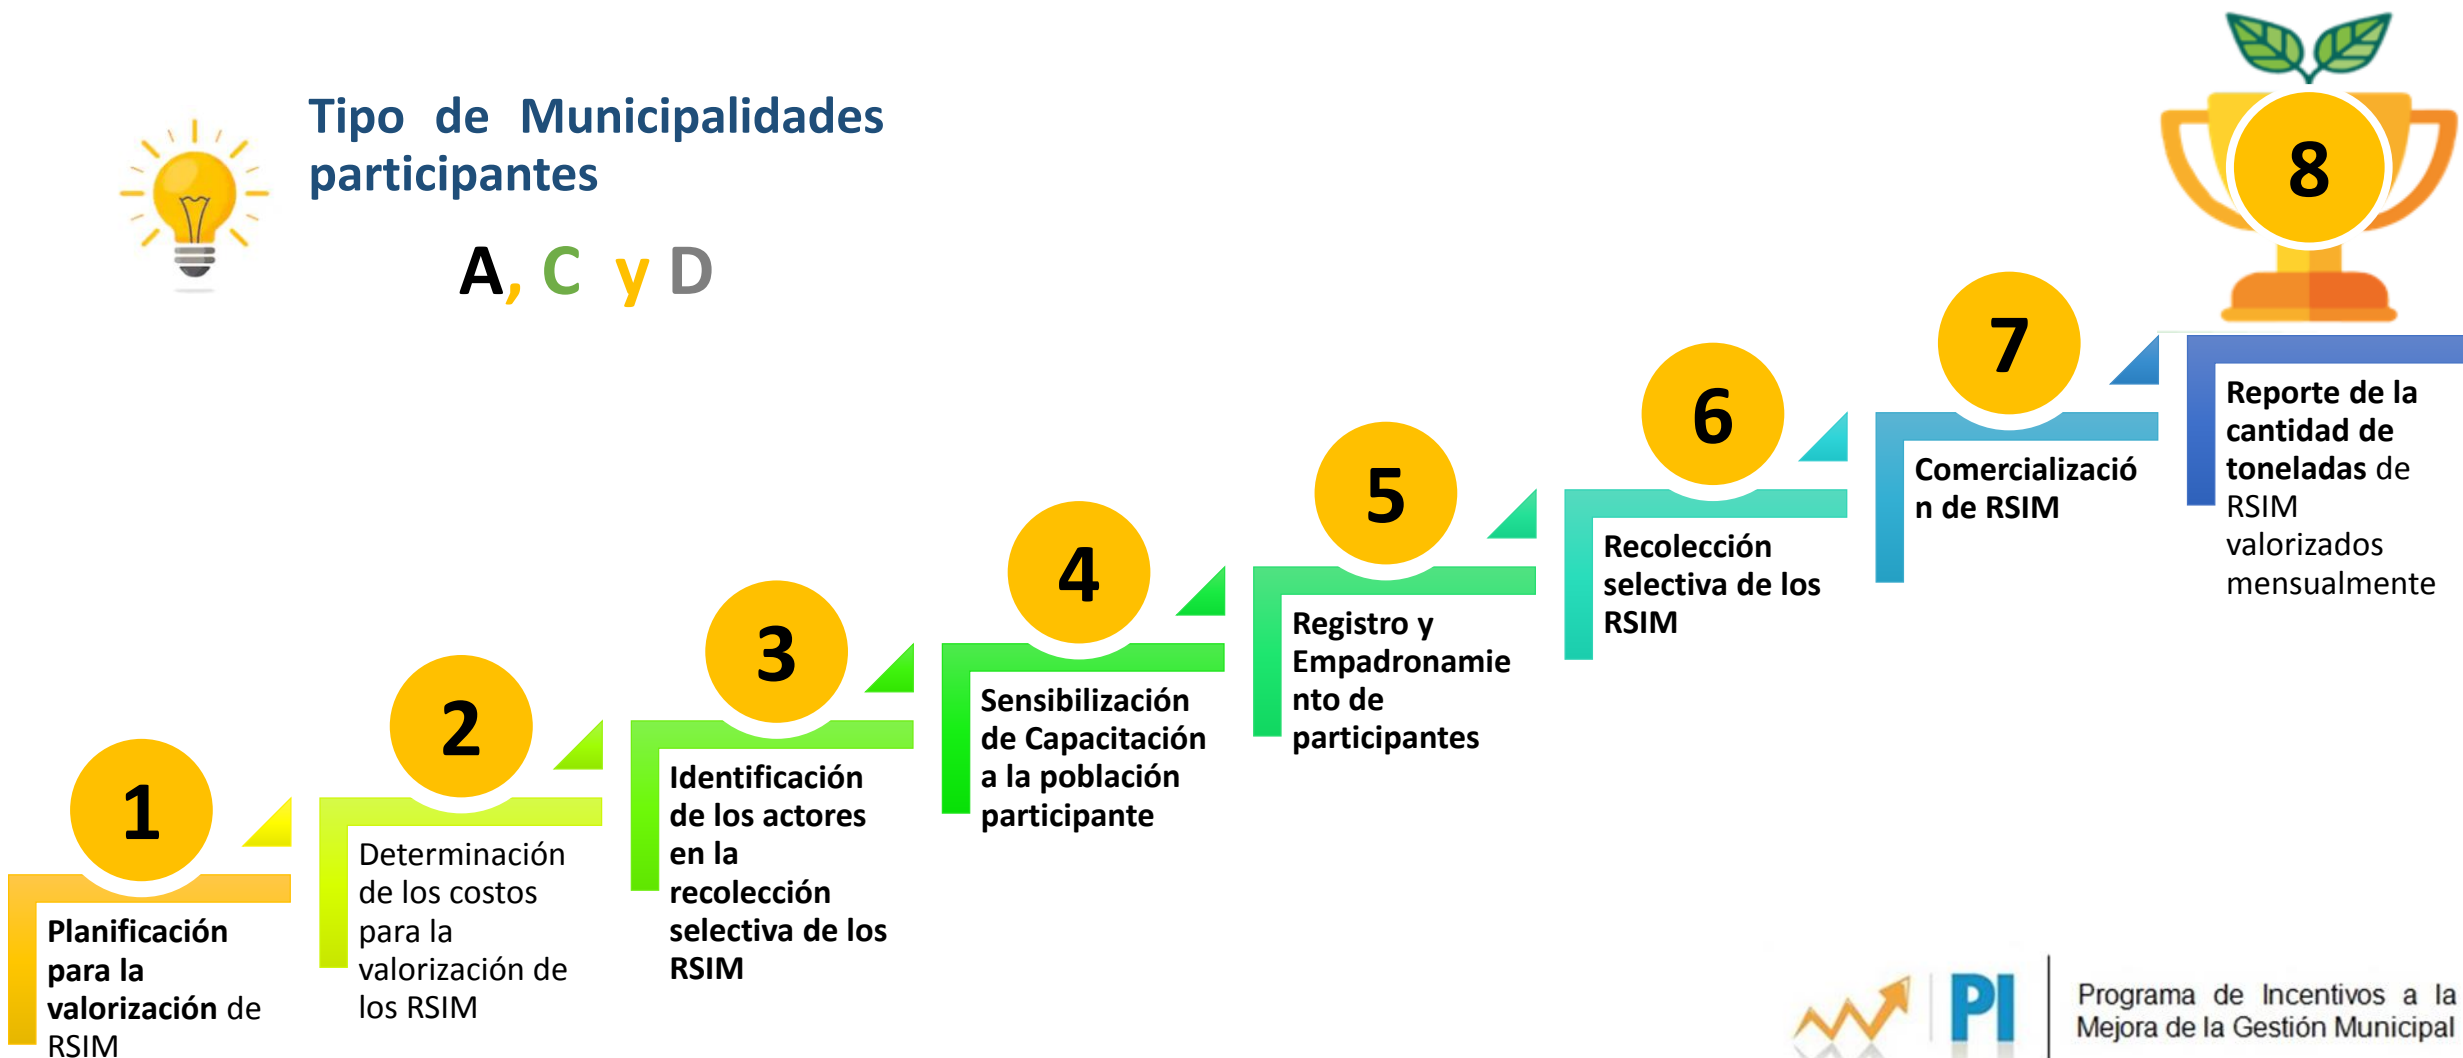 Tipo de Municipalidades
participantes
A, C y D
1
Planificación
para la
valorización de
RSIM
2
Determinación
de los costos
para la
valorización de
los RSIM
3
Identificación
de los actores
en la
recolección
selectiva de los
RSIM
4
Sensibilización
de Capacitación
a la población
participante
5
Registro y
Empadronamie
nto de
participantes
6
Recolección
selectiva de los
RSIM
7
Comercializació
n de RSIM
8
Reporte de la
cantidad de
toneladas de
RSIM
valorizados
mensualmente
PI
Programa de Incentivos a la
Mejora de la Gestión Municipal